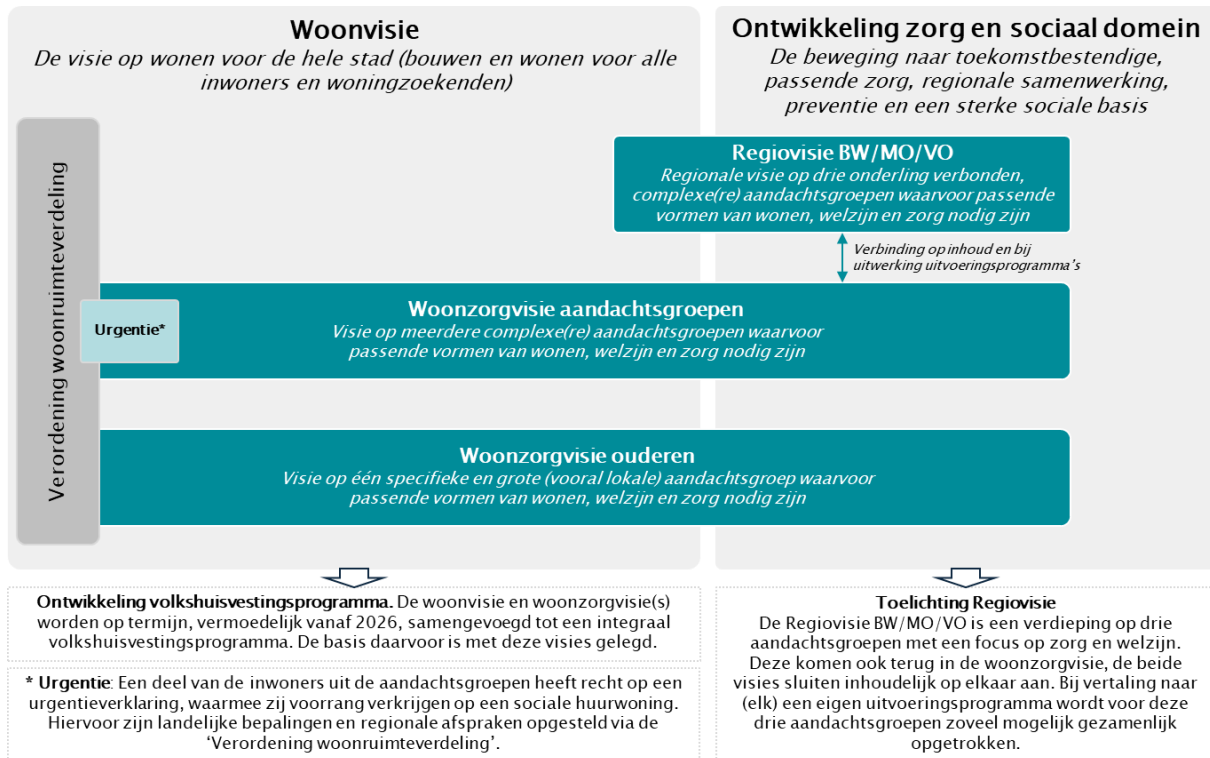 Woonvisie
De visie op wonen voor de hele stad (bouwen en wonen voor alle
inwoners en woningzoekenden)
Ontwikkeling zorg en sociaal domein
De beweging naar toekomstbestendige,
passende zorg, regionale samenwerking,
preventie en een sterke sociale basis
Verordening woonruimteverdeling
Regiovisie BW/MO/VO
Regionale visie op drie onderling verbonden,
complexe(re) aandachtsgroepen waarvoor passende
vormen van wonen, welzijn en zorg nodig zijn
Verbinding op inhoud en bij
uitwerking uitvoeringsprogramma's
Urgentie*
Woonzorgvisie aandachtsgroepen
Visie op meerdere complexe(re) aandachtsgroepen waarvoor
passende vormen van wonen, welzijn en zorg nodig zijn
Woonzorgvisie ouderen
Visie op één specifieke en grote (vooral lokale) aandachtsgroep waarvoor
passende vormen van wonen, welzijn en zorg nodig zijn
Ontwikkeling volkshuisvestingsprogramma. De woonvisie en woonzorgvisie(s)
worden op termijn, vermoedelijk vanaf 2026, samengevoegd tot een integraal
volkshuisvestingsprogramma. De basis daarvoor is met deze visies gelegd.
* Urgentie: Een deel van de inwoners uit de aandachtsgroepen heeft recht op een
urgentieverklaring, waarmee zij voorrang verkrijgen op een sociale huurwoning.
Hiervoor zijn landelijke bepalingen en regionale afspraken opgesteld via de
‘Verordening woonruimteverdeling’.
Toelichting Regiovisie
De Regiovisie BW/MO/VO is een verdieping op drie
aandachtsgroepen met een focus op zorg en welzijn.
Deze komen ook terug in de woonzorgvisie, de beide
visies sluiten inhoudelijk op elkaar aan. Bij vertaling naar
(elk) een eigen uitvoeringsprogramma wordt voor deze
drie aandachtsgroepen zoveel mogelijk gezamenlijk
opgetrokken.